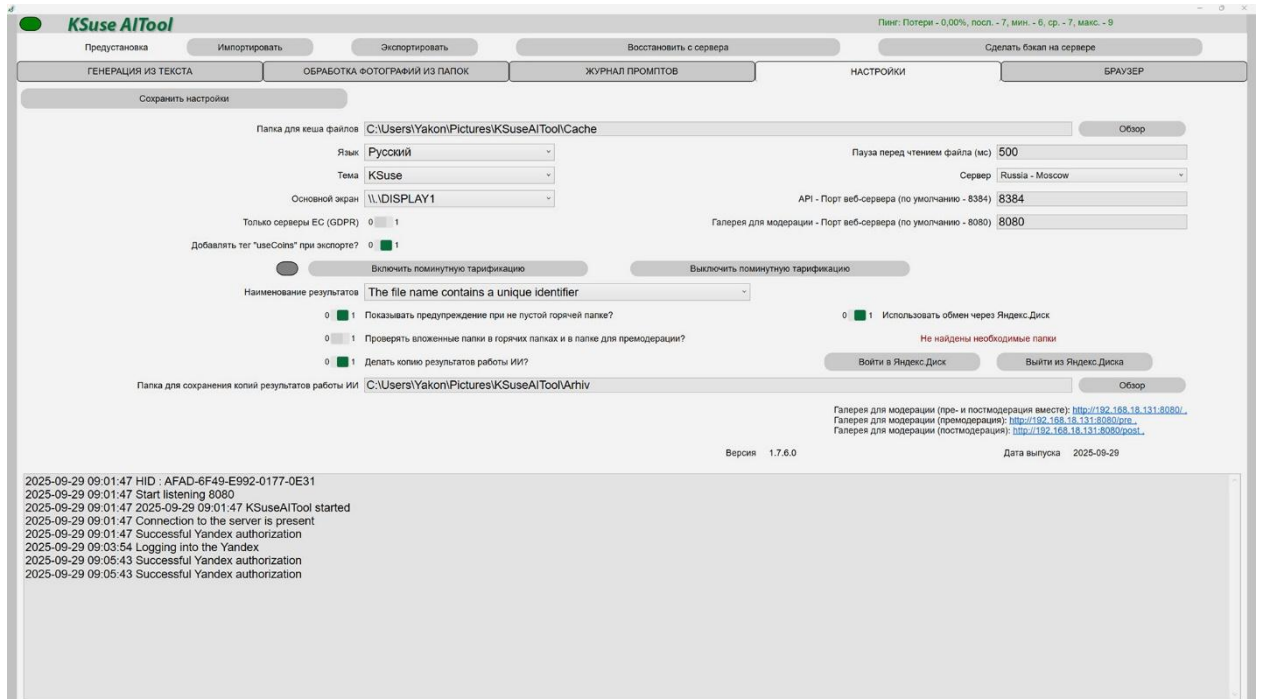 KSuse AITool
Пинг: Потери - 0,00%, посл. - 7, мин. - 6, ср. - 7, макс. - 9
Предустановка Импортировать Экспортировать Восстановить с сервера Сделать бэкап на сервере
ГЕНЕРАЦИЯ ИЗ ТЕКСТА ОБРАБОТКА ФОТОГРАФИЙ ИЗ ПАПОК ЖУРНАЛ ПРОМПТОВ НАСТРОЙКИ БРАУЗЕР
Сохранить настройки
Папка для кеша файлов C:\Users\Yakon\Pictures\KSuseAITool\Cache Обзор
Язык Русский Пауза перед чтением файла (мс) 500
Тема KSuse Сервер Russia - Moscow
Основной экран \\.\DISPLAY1 API - Порт веб-сервера (по умолчанию - 8384) 8384
Только серверы ЕС (GDPR) 0 1 Галерея для модерации - Порт веб-сервера (по умолчанию - 8080) 8080
Добавлять тег "useCoins" при экспорте? 0 1
Включить поминутную тарификацию Выключить поминутную тарификацию
Наименование результатов The file name contains a unique identifier
0 1 Показывать предупреждение при не пустой горячей папке? 0 1 Использовать обмен через Яндекс.Диск
0 1 Проверять вложенные папки в горячих папках и в папке для премодерации? Не найдены необходимые папки
0 1 Делать копию результатов работы ИИ? Войти в Яндекс.Диск Выйти из Яндекс.Диска
Папка для сохранения копий результатов работы ИИ C:\Users\Yakon\Pictures\KSuseAITool\Arhiv Обзор
Галерея для модерации (пре- и постмодерация вместе): http://192.168.18.131:8080/ .
Галерея для модерации (премодерация): http://192.168.18.131:8080/pre .
Галерея для модерации (постмодерация): http://192.168.18.131:8080/post .
Версия 1.7.6.0 Дата выпуска 2025-09-29
2025-09-29 09:01:47 HID : AFAD-6F49-E992-0177-0E31
2025-09-29 09:01:47 Start listening 8080
2025-09-29 09:01:47 2025-09-29 09:01:47 KSuseAITool started
2025-09-29 09:01:47 Connection to the server is present
2025-09-29 09:01:47 Successful Yandex authorization
2025-09-29 09:03:54 Logging into the Yandex
2025-09-29 09:05:43 Successful Yandex authorization
2025-09-29 09:05:43 Successful Yandex authorization